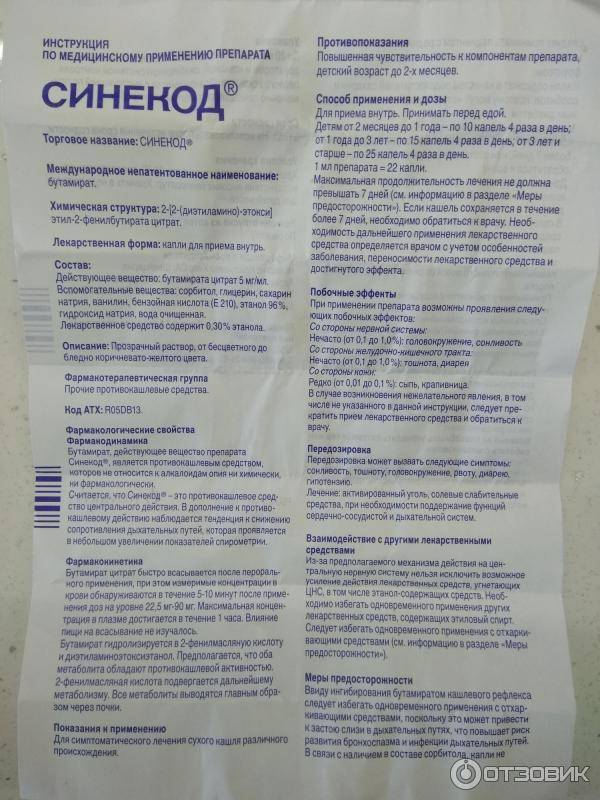 ИНСТРУКЦИЯ
ПО МЕДИЦИНСКОМУ ПРИМЕНЕНИЮ ПРЕПАРАТА
СИНЕКОД®
Торговое название: СИНЕКОД®
Международное непатентованное наименование:
бутамират.
Химическая структура: 2-[2-(диэтиламино)-этокси]
этил-2-фенилбутирата цитрат.
Лекарственная форма: капли для приема внутрь.
Состав:
Действующее вещество: бутамирата цитрат 5 мг/мл.
Вспомогательные вещества: сорбитол, глицерин, сахарин
натрия, ванилин, бензойная кислота (Е 210), этанол 96%,
гидроксид натрия, вода очищенная.
Лекарственное средство содержит 0,30% этанола.
Описание: Прозрачный раствор, от бесцветного до
бледно коричневато-желтого цвета.
Фармакотерапевтическая группа
Прочие противокашлевые средства.
Код АТХ: R05DB13.
Фармакологические свойства
Фармакодинамика
Бутамират, действующее вещество препарата
Синекод®, является противокашлевым средством,
которое не относится к алкалоидам опия ни химически,
ни фармакологически.
Считается, что Синекод® – это противокашлевое сред-
ство центрального действия. В дополнение к противо-
кашлевому действию наблюдается тенденция к снижению
сопротивления дыхательных путей, которая проявляется
в небольшом увеличении показателей спирометрии.
Фармакокинетика
Бутамират цитрат быстро всасывается после перораль-
ного применения, при этом измеримые концентрации в
крови обнаруживаются в течение 5-10 минут после приме-
нения доз на уровне 22,5 мг-90 мг. Максимальная концен-
трация в плазме достигается в течение 1 часа. Влияние
пищи на всасывание не изучалось.
Бутамират гидролизируется в 2-фенилмасляную кислоту
и диэтиламиноэтоксиэтанол. Предполагается, что оба
метаболита обладают противокашлевой активностью.
2-фенилмасляная кислота подвергается дальнейшему
метаболизму. Все метаболиты выводятся главным обра-
зом через почки.
Показания к применению
Для симптоматического лечения сухого кашля различного
происхождения.
Противопоказания
Повышенная чувствительность к компонентам препарата,
детский возраст до 2-х месяцев.
Способ применения и дозы
Для приема внутрь. Принимать перед едой.
Детям от 2 месяцев до 1 года – по 10 капель 4 раза в день;
от 1 года до 3 лет – по 15 капель 4 раза в день; от 3 лет и
старше – по 25 капель 4 раза в день.
1 мл препарата = 22 капли.
Максимальная продолжительность лечения не должна
превышать 7 дней (см. информацию в разделе «Меры
предосторожности»). Если кашель сохраняется в течение
более 7 дней, необходимо обратиться к врачу. Необ-
ходимость дальнейшего применения лекарственного
средства определяется врачом с учетом особенностей
заболевания, переносимости лекарственного средства и
достигнутого эффекта.
Побочные эффекты
При применении препарата возможны проявления следу-
ющих побочных эффектов:
Со стороны нервной системы:
Нечасто (от 0,1 до 1,0%): головокружение, сонливость
Со стороны желудочно-кишечного тракта:
Нечасто (от 0,1 до 1,0%): тошнота, диарея
Со стороны кожи:
Редко (от 0,01 до 0,1%): сыпь, крапивница.
В случае возникновения нежелательного явления, в том
числе не указанного в данной инструкции, следует пре-
кратить прием лекарственного средства и обратиться к
врачу.
Передозировка
Передозировка может вызвать следующие симптомы:
сонливость, тошноту, головокружение, рвоту, диарею,
гипотензию.
Лечение: активированный уголь, солевые слабительные
средства, при необходимости поддержание функций
сердечно-сосудистой и дыхательной систем.
Взаимодействие с другими лекарственными
средствами
Из-за предполагаемого механизма действия на цен-
тральную нервную систему нельзя исключить возможное
усиление действия лекарственных средств, угнетающих
ЦНС, в том числе этанол-содержащих средств. Необ-
ходимо избегать одновременного применения других
лекарственных средств, содержащих этиловый спирт.
Следует избегать одновременного применения с отхарки-
вающими средствами (см. информацию в разделе «Меры
предосторожности»).
Меры предосторожности
Ввиду ингибирования бутамиратом кашлевого рефлекса
следует избегать одновременного применения с отхар-
кивающими средствами, поскольку это может привести
к застою слизи в дыхательных путях, что повышает риск
развития бронхоспазма и инфекции дыхательных путей.
В связи с наличием в составе сорбитола, капли не
ОТЗОВИК